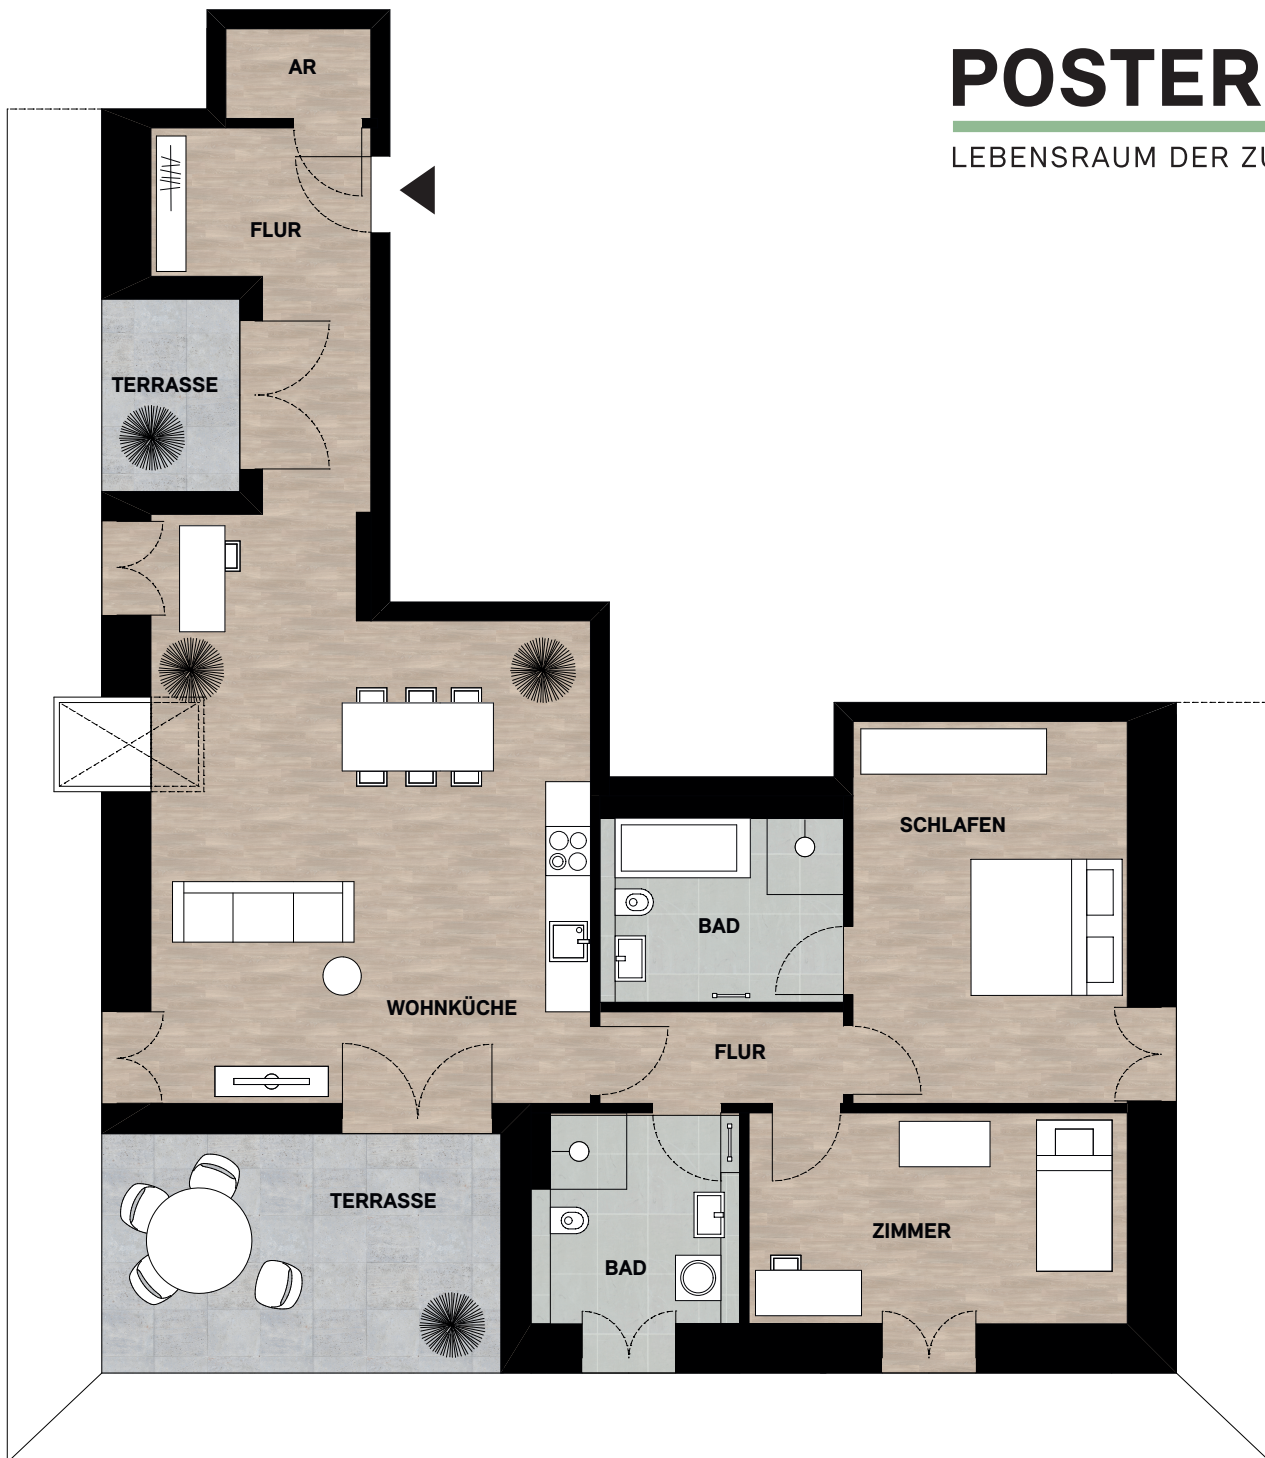 POSTER
LEBENSRAUM DER ZU
AR
FLUR
TERRASSE
SCHLAFEN
BAD
WOHNKÜCHE
FLUR
TERRASSE
ZIMMER
BAD